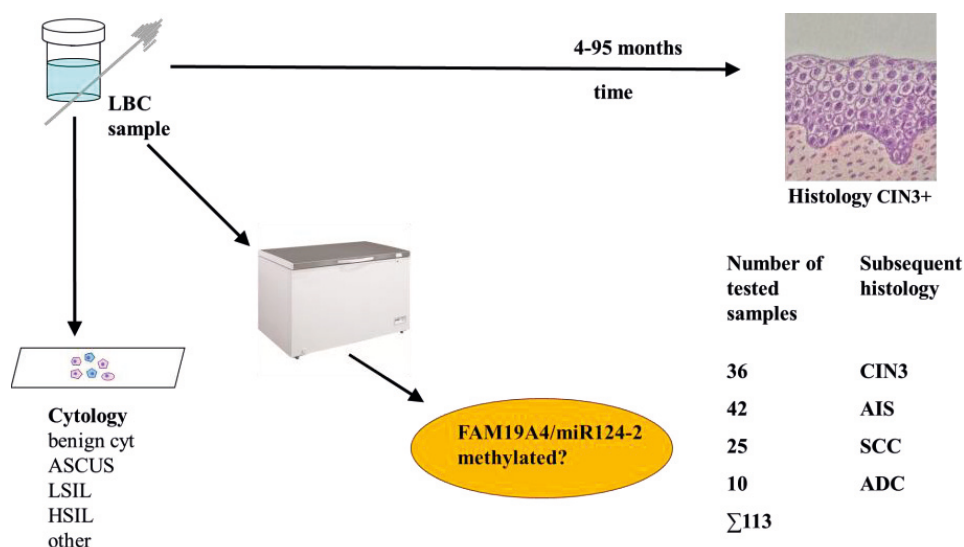 4-95 months
time
LBC
sample
Histology CIN3+
Number of
tested
samples
Subsequent
histology
36 CIN3
42 AIS
25 SCC
10 ADC
∑113
FAM19A4/miR124-2
methylated?
Cytology
benign cyt
ASCUS
LSIL
HSIL
other